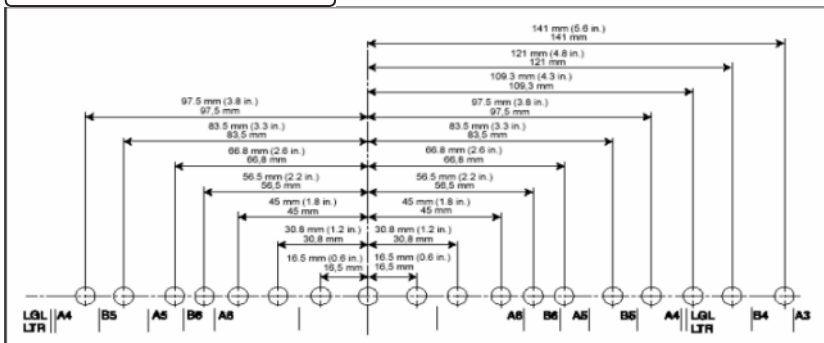 141 mm (5.6 in.)
141 mm
121 mm (4.8 in.)
121 mm
109.3 mm (4.3 in.)
109,3 mm
97.5 mm (3.8 in.)
97,5 mm
97.5 mm (3.8 in.)
97,5 mm
83.5 mm (3.3 in.)
83,5 mm
83.5 mm (3.3 in.)
83,5 mm
66.8 mm (2.6 in.)
66,8 mm
66.8 mm (2.6 in.)
66,8 mm
56.5 mm (2.2 in.)
56,5 mm
56.5 mm (2.2 in.)
56,5 mm
45 mm (1.8 in.)
45 mm
45 mm (1.8 in.)
45 mm
30.8 mm (1.2 in.)
30,8 mm
30.8 mm (1.2 in.)
30,8 mm
16.5 mm (0.6 in.)
16,5 mm
16.5 mm (0.6 in.)
16,5 mm
LGL A4 B5 A5 B6 A6 A6 B6 A5 B5 A4 LGL B4 A3
LTR LTR